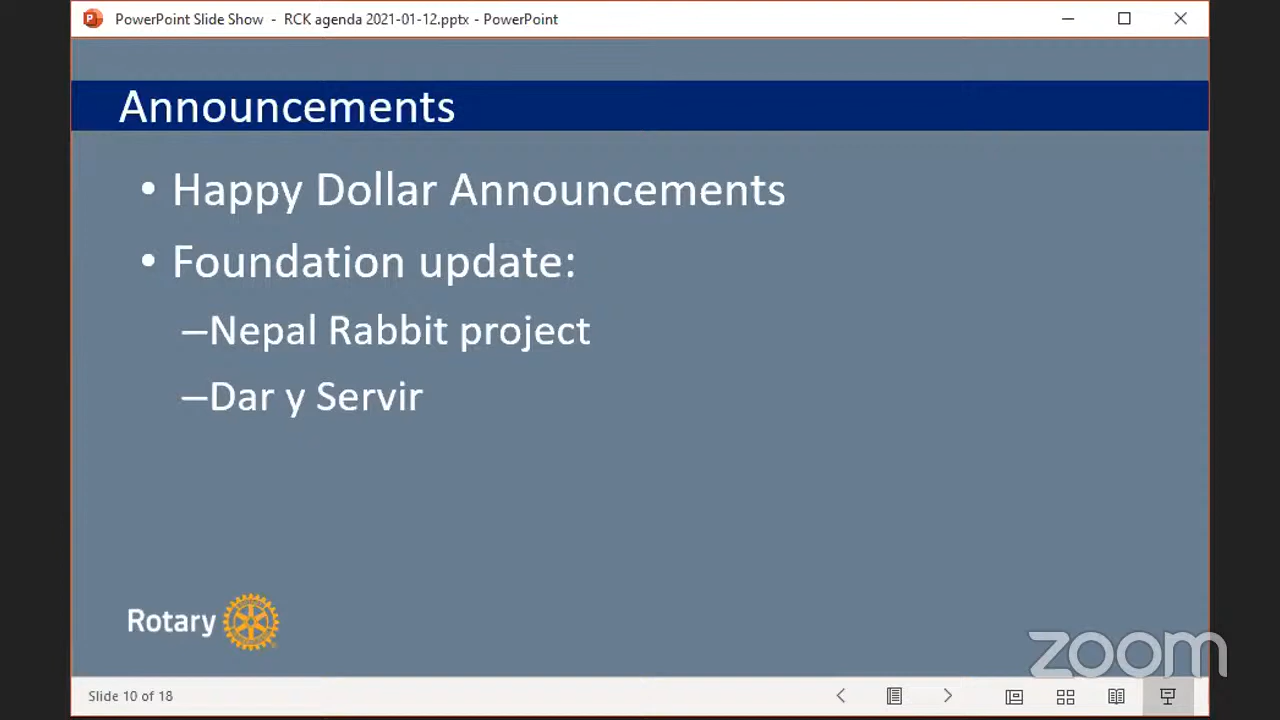 PowerPoint Slide Show - RCK agenda 2021-01-12.pptx - PowerPoint
Announcements
• Happy Dollar Announcements
• Foundation update:
–Nepal Rabbit project
–Dar y Servir
Rotary
zoom
Slide 10 of 18